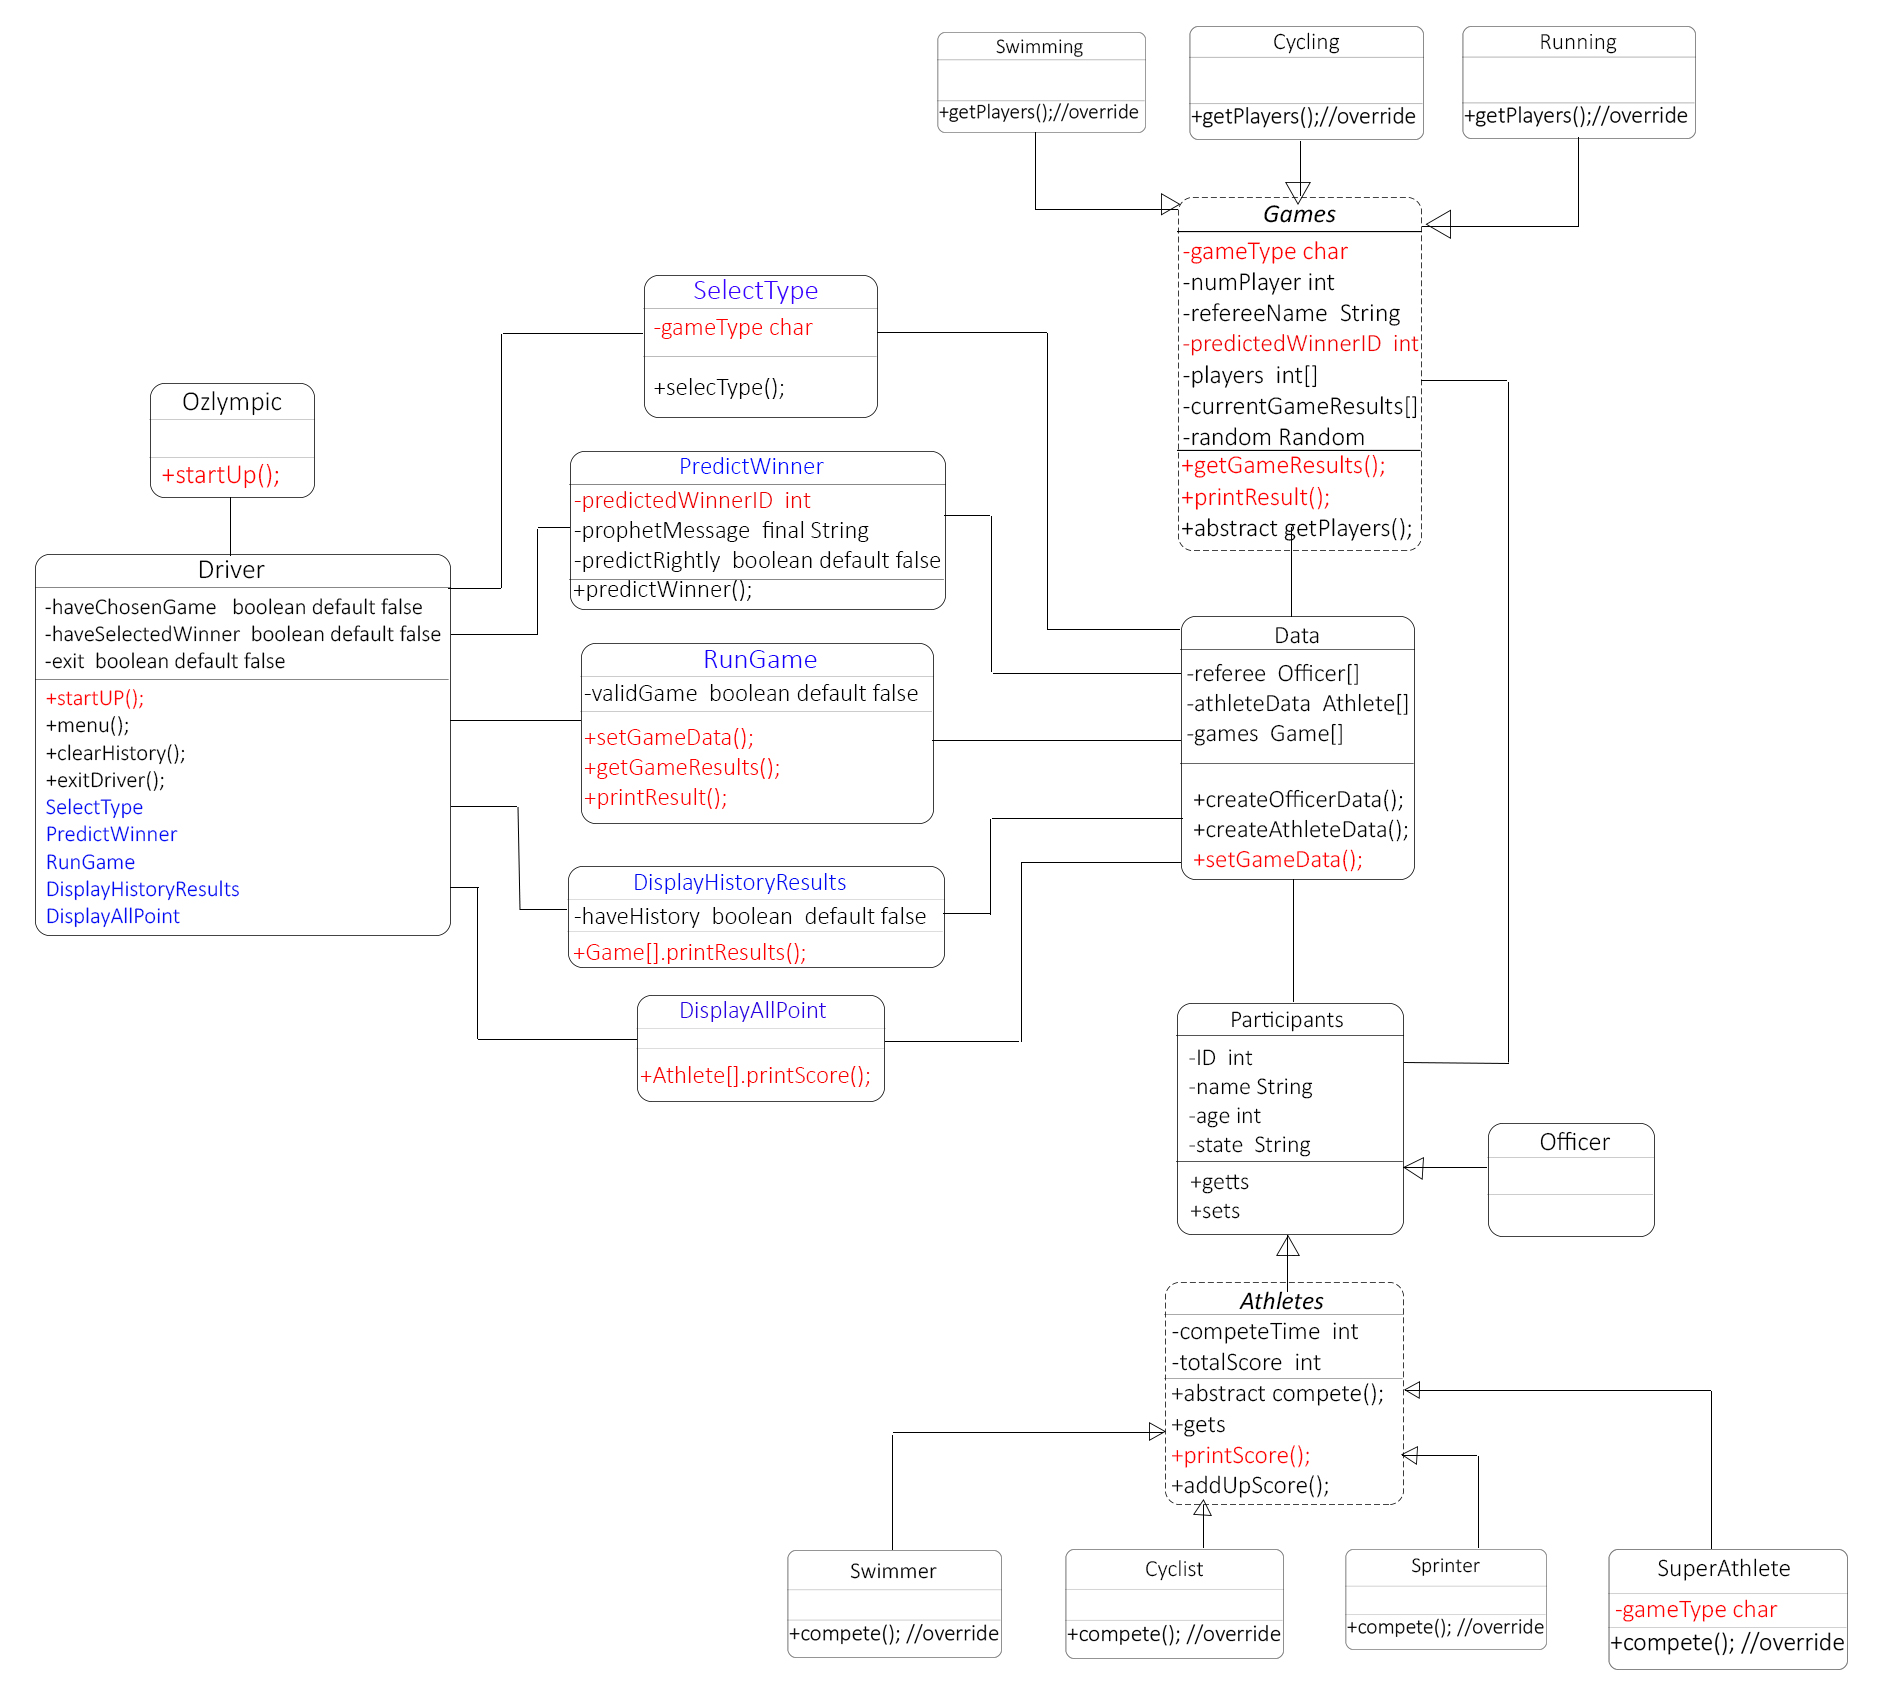 Swimming
+getPlayers();//override
Cycling
+getPlayers();//override
Running
+getPlayers();//override
Games
-gameType char
-numPlayer int
-refereeName  String
-predictedWinnerID  int
-players  int[]
-currentGameResults[]
-random Random
+getGameResults();
+printResult();
+abstract getPlayers();
SelectType
-gameType char
+selecType();
Ozlympic
+startUp();
PredictWinner
-predictedWinnerID  int
-prophetMessage  final String
-predictRightly  boolean default false
+predictWinner();
Driver
-haveChosenGame  boolean default false
-haveSelectedWinner  boolean default false
-exit  boolean default false
+startUP();
+menu();
+clearHistory();
+exitDriver();
SelectType
PredictWinner
RunGame
DisplayHistoryResults
DisplayAllPoint
RunGame
-validGame  boolean default false
+setGameData();
+getGameResults();
+printResult();
Data
-referee  Officer[]
-athleteData  Athlete[]
-games  Game[]
+createOfficerData();
+createAthleteData();
+setGameData();
DisplayHistoryResults
-haveHistory  boolean  default false
+Game[].printResults();
DisplayAllPoint
+Athlete[].printScore();
Participants
-ID  int
-name String
-age int
-state  String
+getts
+sets
Officer
Athletes
-competeTime  int
-totalScore  int
+abstract compete();
+gets
+printScore();
+addUpScore();
Swimmer
+compete(); //override
Cyclist
+compete(); //override
Sprinter
+compete(); //override
SuperAthlete
-gameType char
+compete(); //override